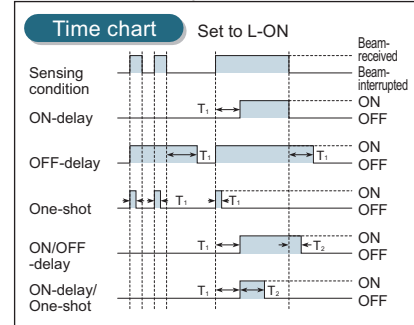 Time chart Set to L-ON
Beam-
received
Sensing
condition
Beam-
interrupted
ON-delay T₁ ON
OFF
OFF-delay T₁ T₁ ON
OFF
One-shot T₁ T₁ ON
OFF
ON/OFF
-delay T₁ T₂ ON
OFF
ON-delay/
One-shot T₁ T₂ ON
OFF